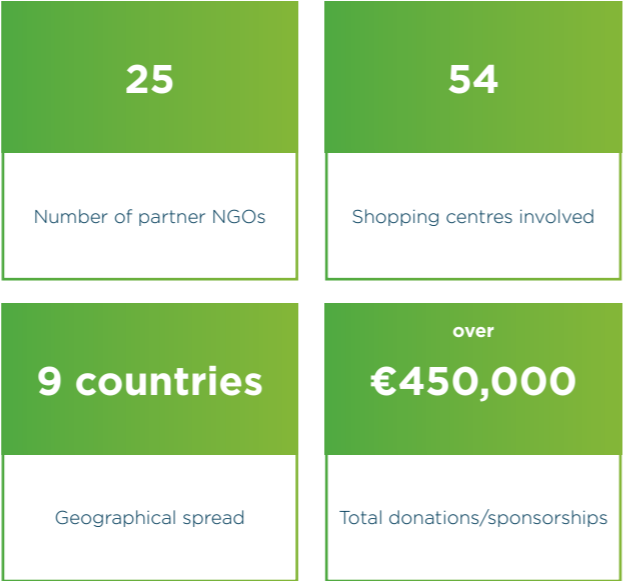 25
Number of partner NGOs
54
Shopping centres involved
9 countries
Geographical spread
over
€450,000
Total donations/sponsorships